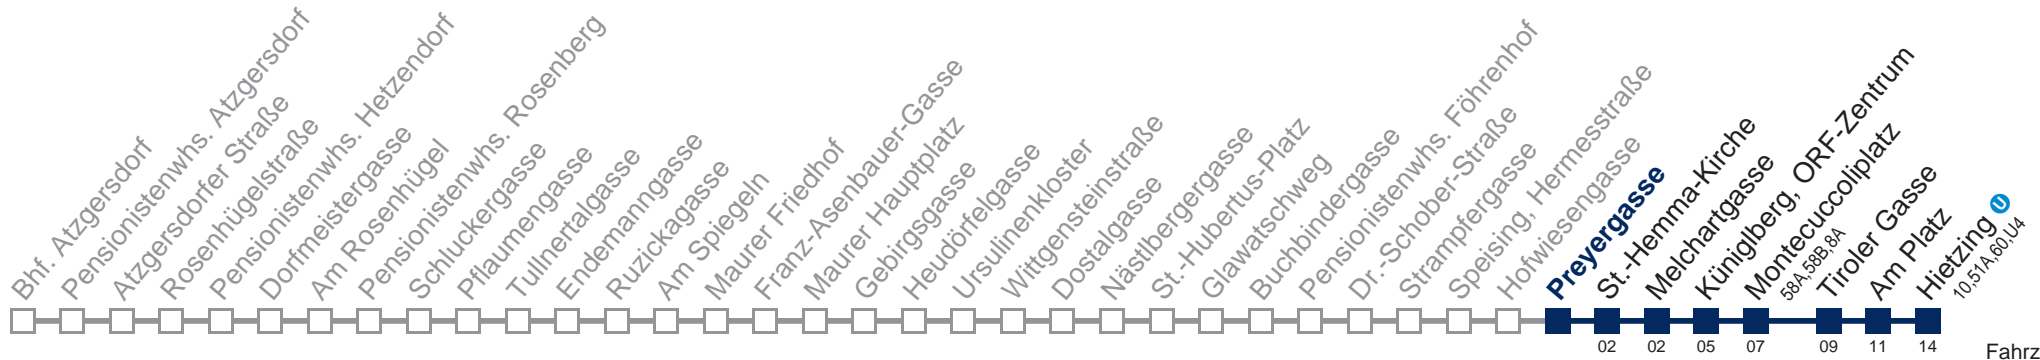 Bhf. Atzgersdorf
Pensionistenwhs. Atzgersdorf
Atzgersdorfer Straße
Rosenhügelstraße
Pensionistenwhs. Hetzendorf
Dorfmeistergasse
Am Rosenhügel
Pensionistenwhs. Rosenberg
Schluckergasse
Pflaumengasse
Tullnertalgasse
Endemanngasse
Ruzickagasse
Am Spiegeln
Maurer Friedhof
Franz-Asenbauer-Gasse
Maurer Hauptplatz
Gebirgsgasse
Heudörfelgasse
Ursulinenkloster
Wittgensteinstraße
Dostalgasse
Nästlbergergasse
St.-Hubertus-Platz
Glawatschweg
Buchbindergasse
Pensionistenwhs. Föhrenhof
Dr.-Schober-Straße
Strampfergasse
Speising, Hermesstraße
Hofwiesengasse
Preyergasse
St.-Hemma-Kirche
Melchartgasse
Küniglberg, ORF-Zentrum
Montecuccoliplatz
58A,58B,8A
Tiroler Gasse
Am Platz
Hietzing U
10,51A,60,U4
02 02 05 07 09 11 14
Fahrz